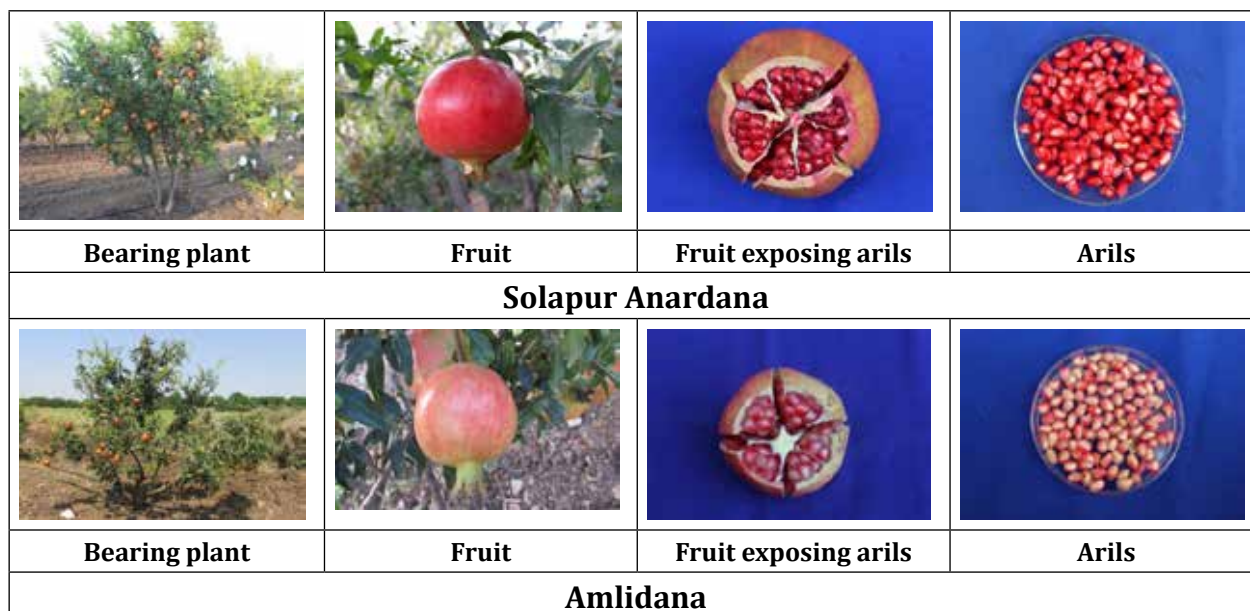 Bearing plant Fruit Fruit exposing arils Arils
Solapur Anardana
Bearing plant Fruit Fruit exposing arils Arils
Amlidana